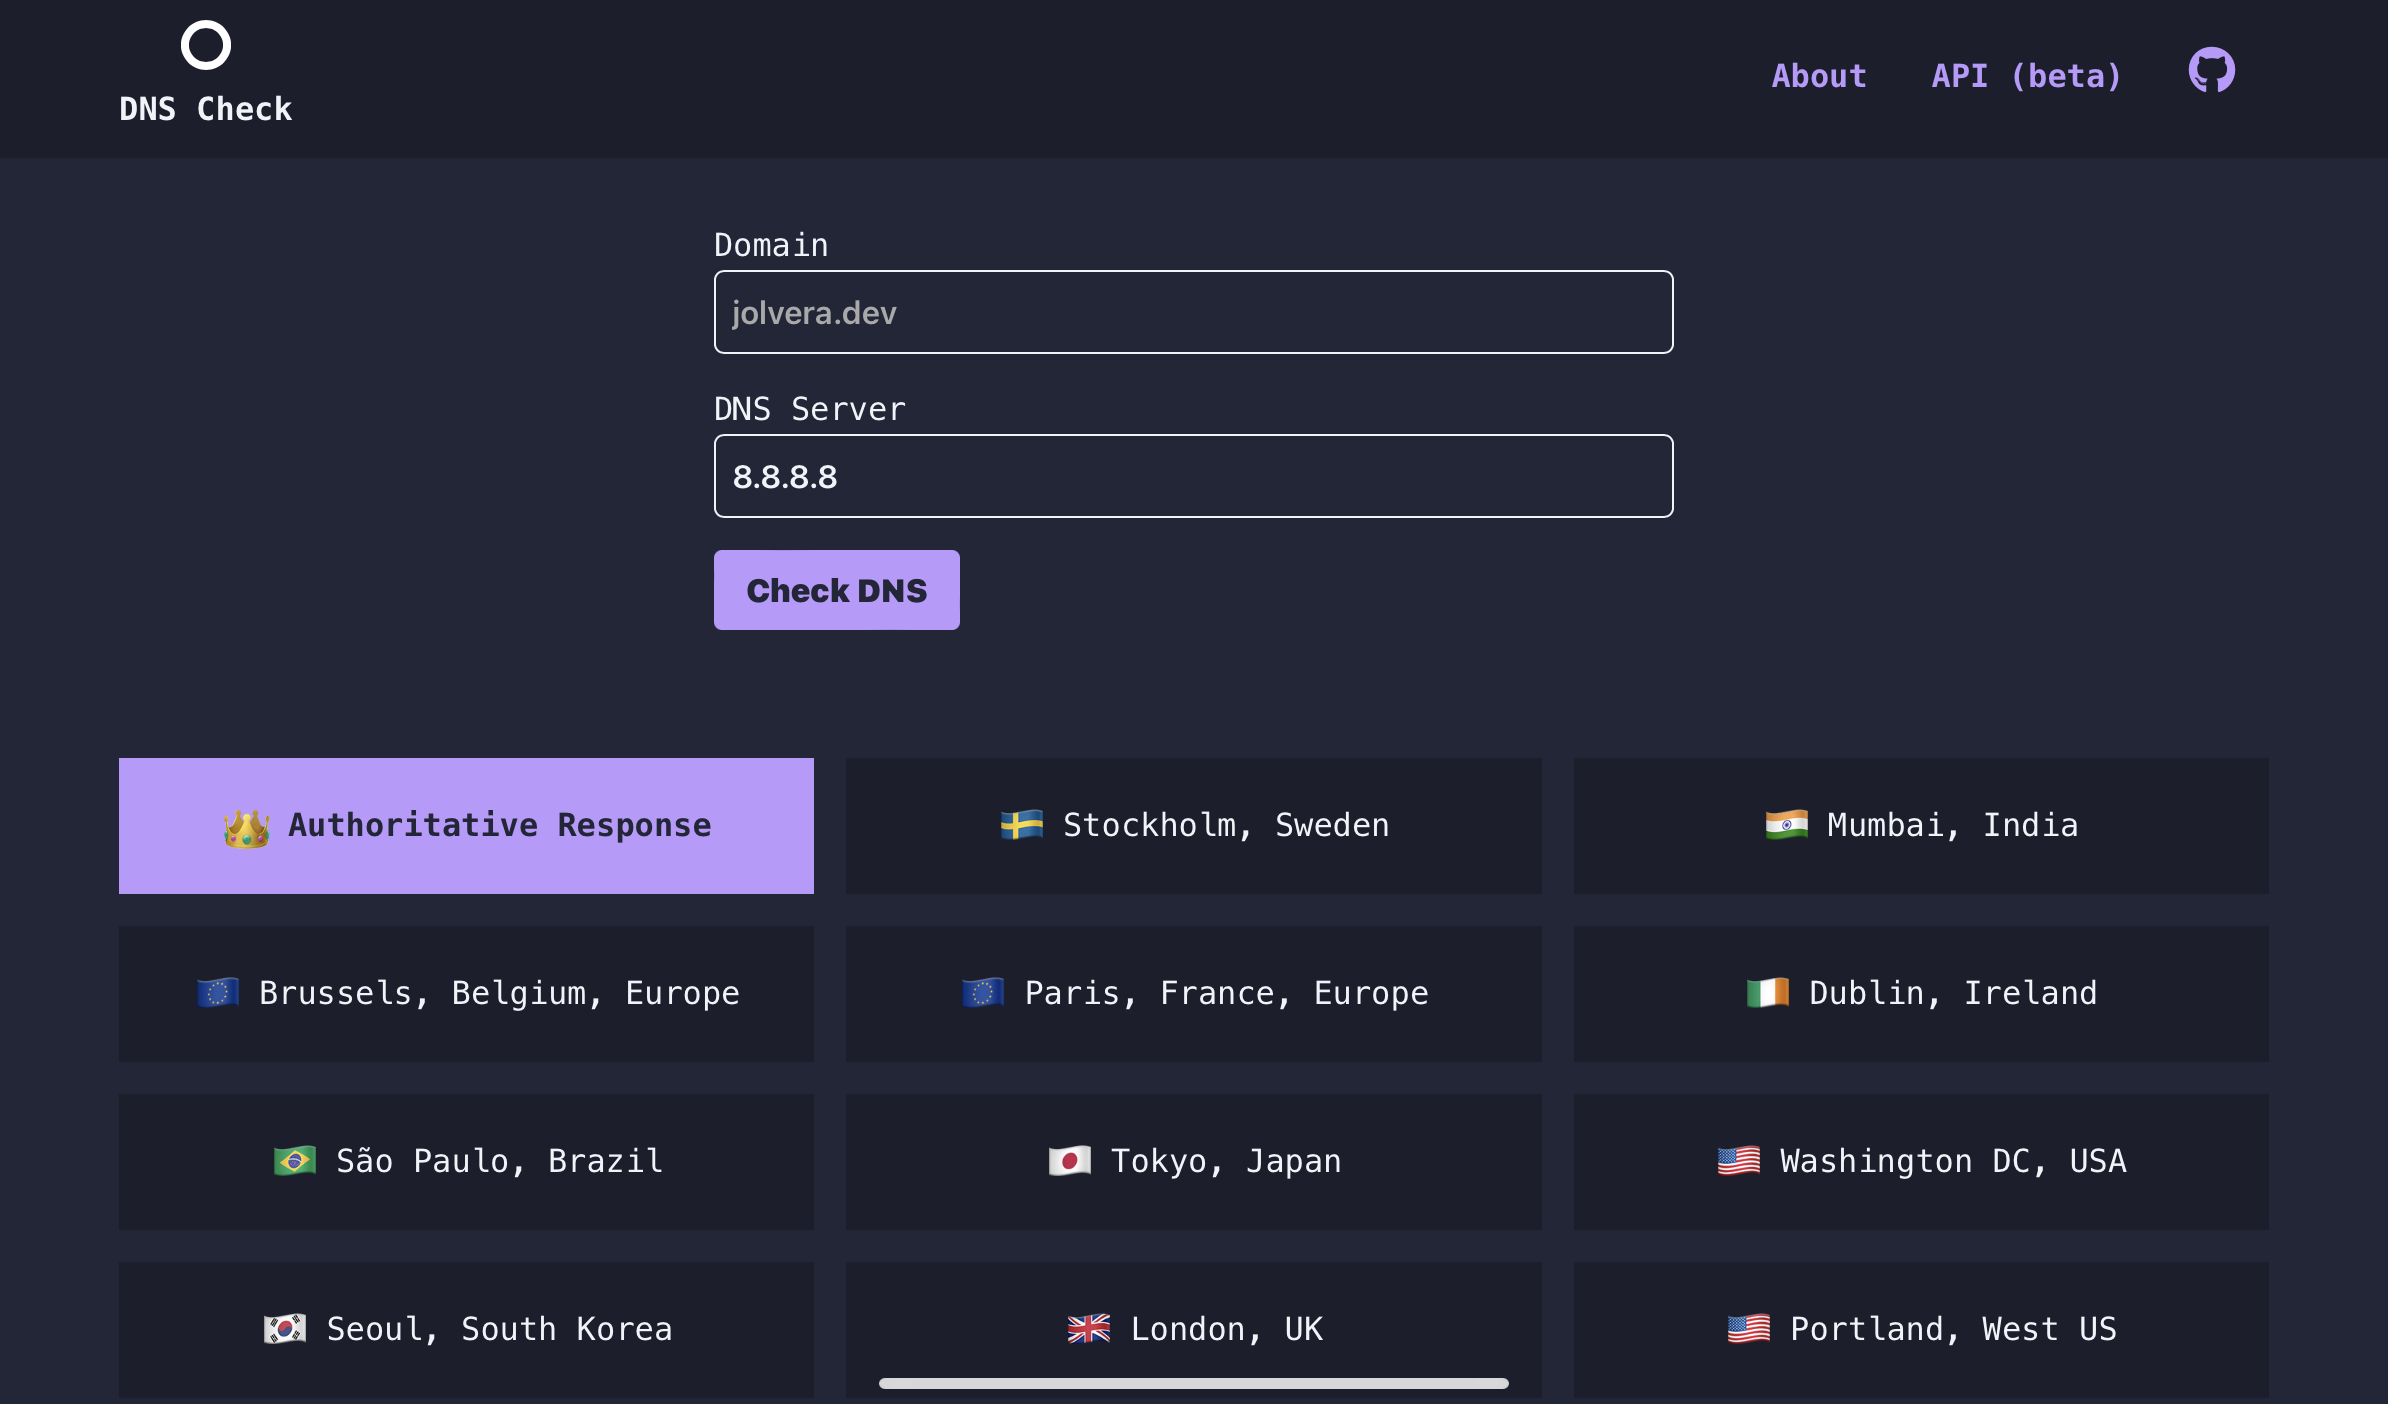 DNS Check
About
API (beta)
Domain
jolvera.dev
DNS Server
8.8.8.8
Check DNS
Authoritative Response
Stockholm, Sweden
Mumbai, India
Brussels, Belgium, Europe
Paris, France, Europe
Dublin, Ireland
São Paulo, Brazil
Tokyo, Japan
Washington DC, USA
Seoul, South Korea
London, UK
Portland, West US